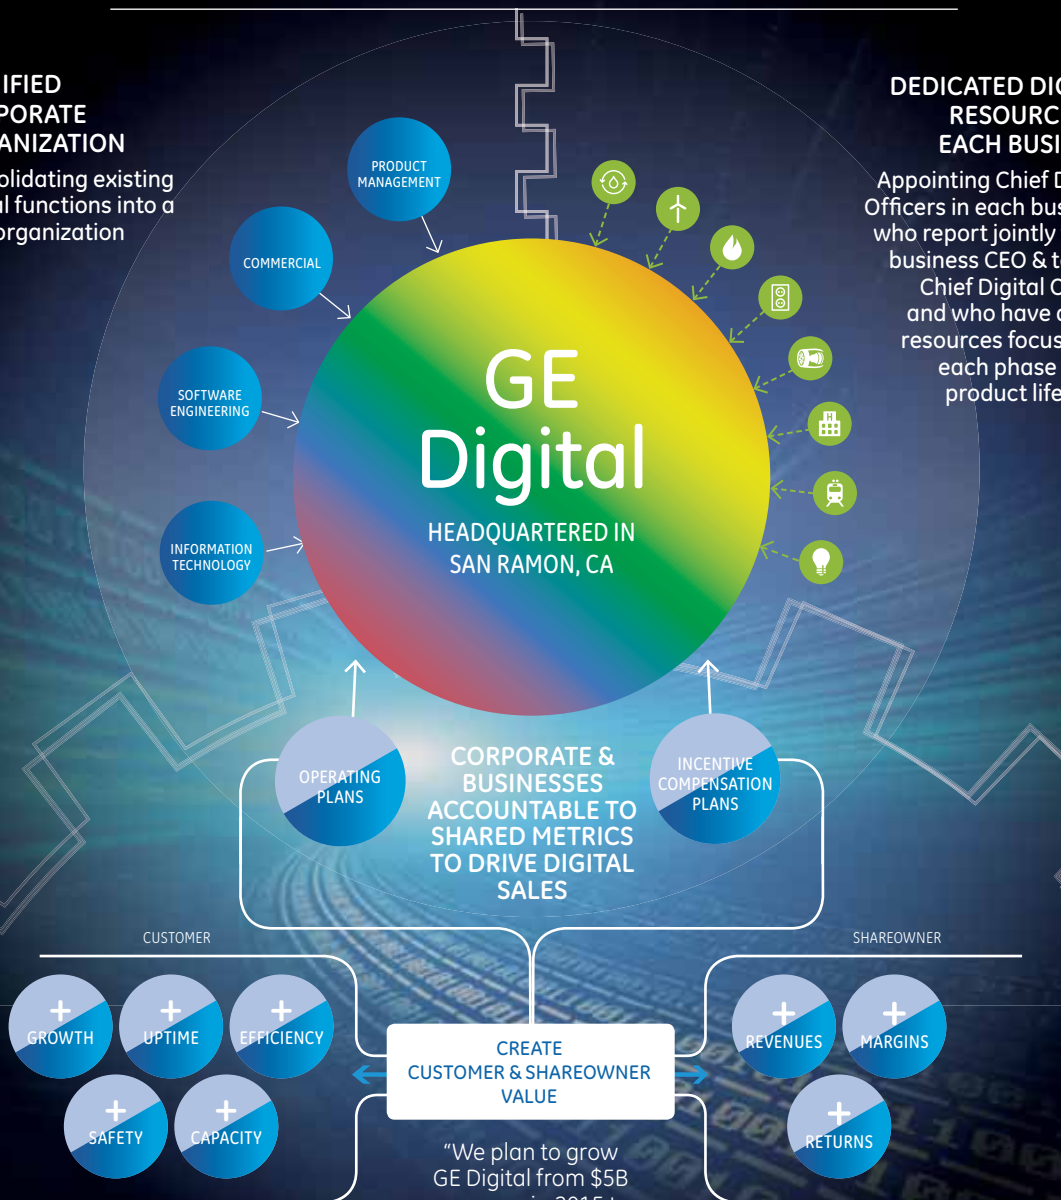 IFIED
PORATE
ANIZATION
olidating existing
al functions into a
organization
DEDICATED DIG
RESOURC
EACH BUSI
Appointing Chief D
Officers in each bus
who report jointly
business CEO & t
Chief Digital O
and who have
resources focus
each phase
product life
PRODUCT
MANAGEMENT
COMMERCIAL
SOFTWARE
ENGINEERING
INFORMATION
TECHNOLOGY
GE
Digital
HEADQUARTERED IN
SAN RAMON, CA
OPERATING
PLANS
CORPORATE &
BUSINESSES
ACCOUNTABLE TO
SHARED METRICS
TO DRIVE DIGITAL
SALES
INCENTIVE
COMPENSATION
PLANS
CUSTOMER
+
GROWTH
+
UPTIME
+
EFFICIENCY
+
SAFETY
+
CAPACITY
SHAREOWNER
+
REVENUES
+
MARGINS
+
RETURNS
CREATE
CUSTOMER & SHAREOWNER
VALUE
“We plan to grow
GE Digital from $5B